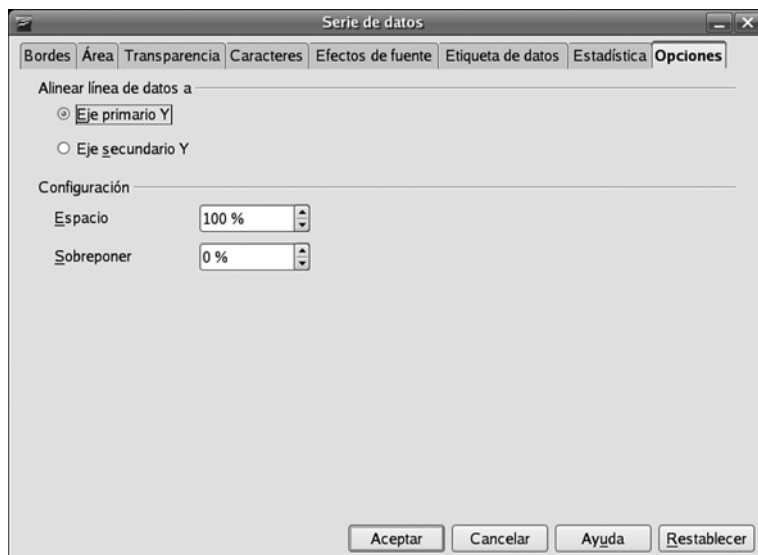 Serie de datos
Bordes Área Transparencia Caracteres Efectos de fuente Etiqueta de datos Estadística Opciones
Alinear línea de datos a
Eje primario Y
Eje secundario Y
Configuración
Espacio 100 %
Sobreponer 0 %
Aceptar Cancelar Ayuda Restablecer